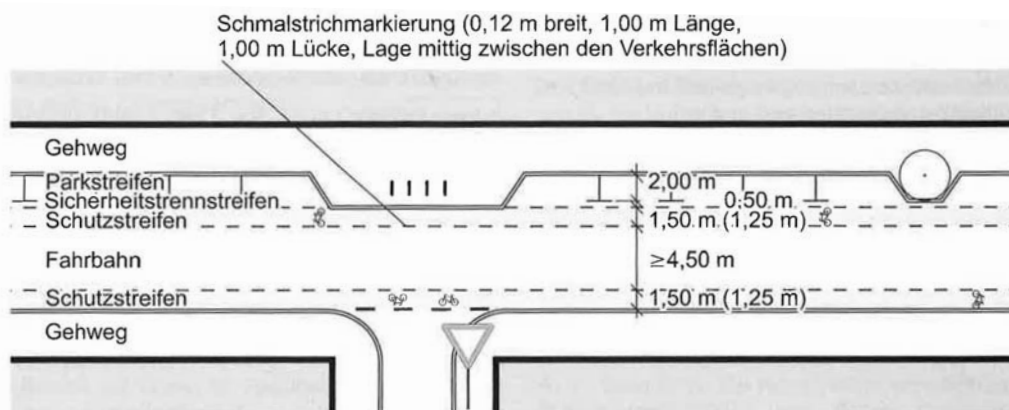 Schmalstrichmarkierung (0,12 m breit, 1,00 m Länge,
1,00 m Lücke, Lage mittig zwischen den Verkehrsflächen)
Gehweg
Parkstreifen
2,00 m
Sicherheitstrennstreifen
0,50 m
Schutzstreifen
1,50 m (1,25 m)
Fahrbahn
≥4,50 m
Schutzstreifen
1,50 m (1,25 m)
Gehweg